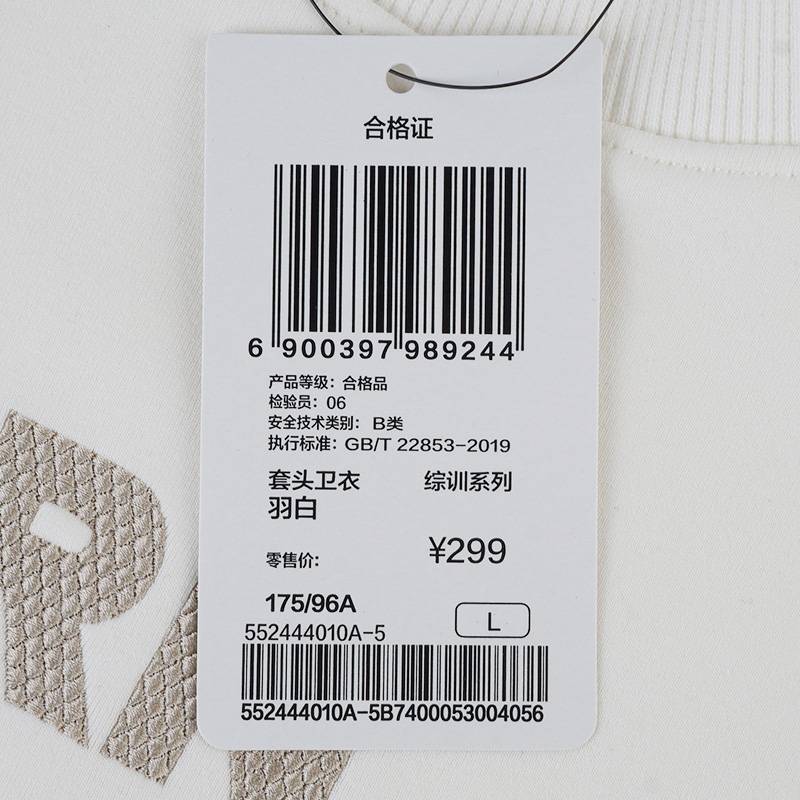 合格证
6 900397 989244
产品等级：合格品
检验员：06
安全技术类别：B类
执行标准：GB/T 22853-2019
套头卫衣 综训系列
羽白
零售价: ¥299
175/96A
552444010A-5 L
552444010A-5B7400053004056
R